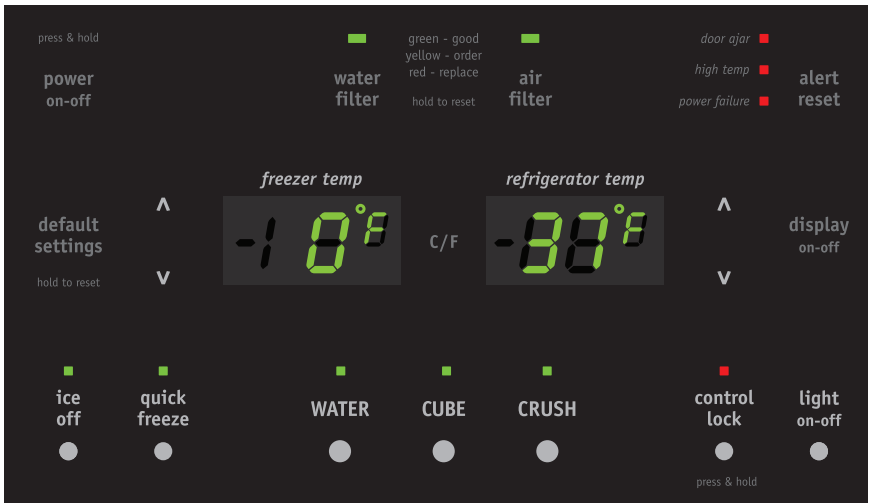 press & hold
power
on-off
water
filter
green - good
yellow - order
red - replace
hold to reset
air
filter
door ajar
high temp
power failure
alert
reset
default
settings
hold to reset
freezer temp
0°F
C/F
refrigerator temp
37°F
display
on-off
ice
off
quick
freeze
WATER
CUBE
CRUSH
control
lock
press & hold
light
on-off